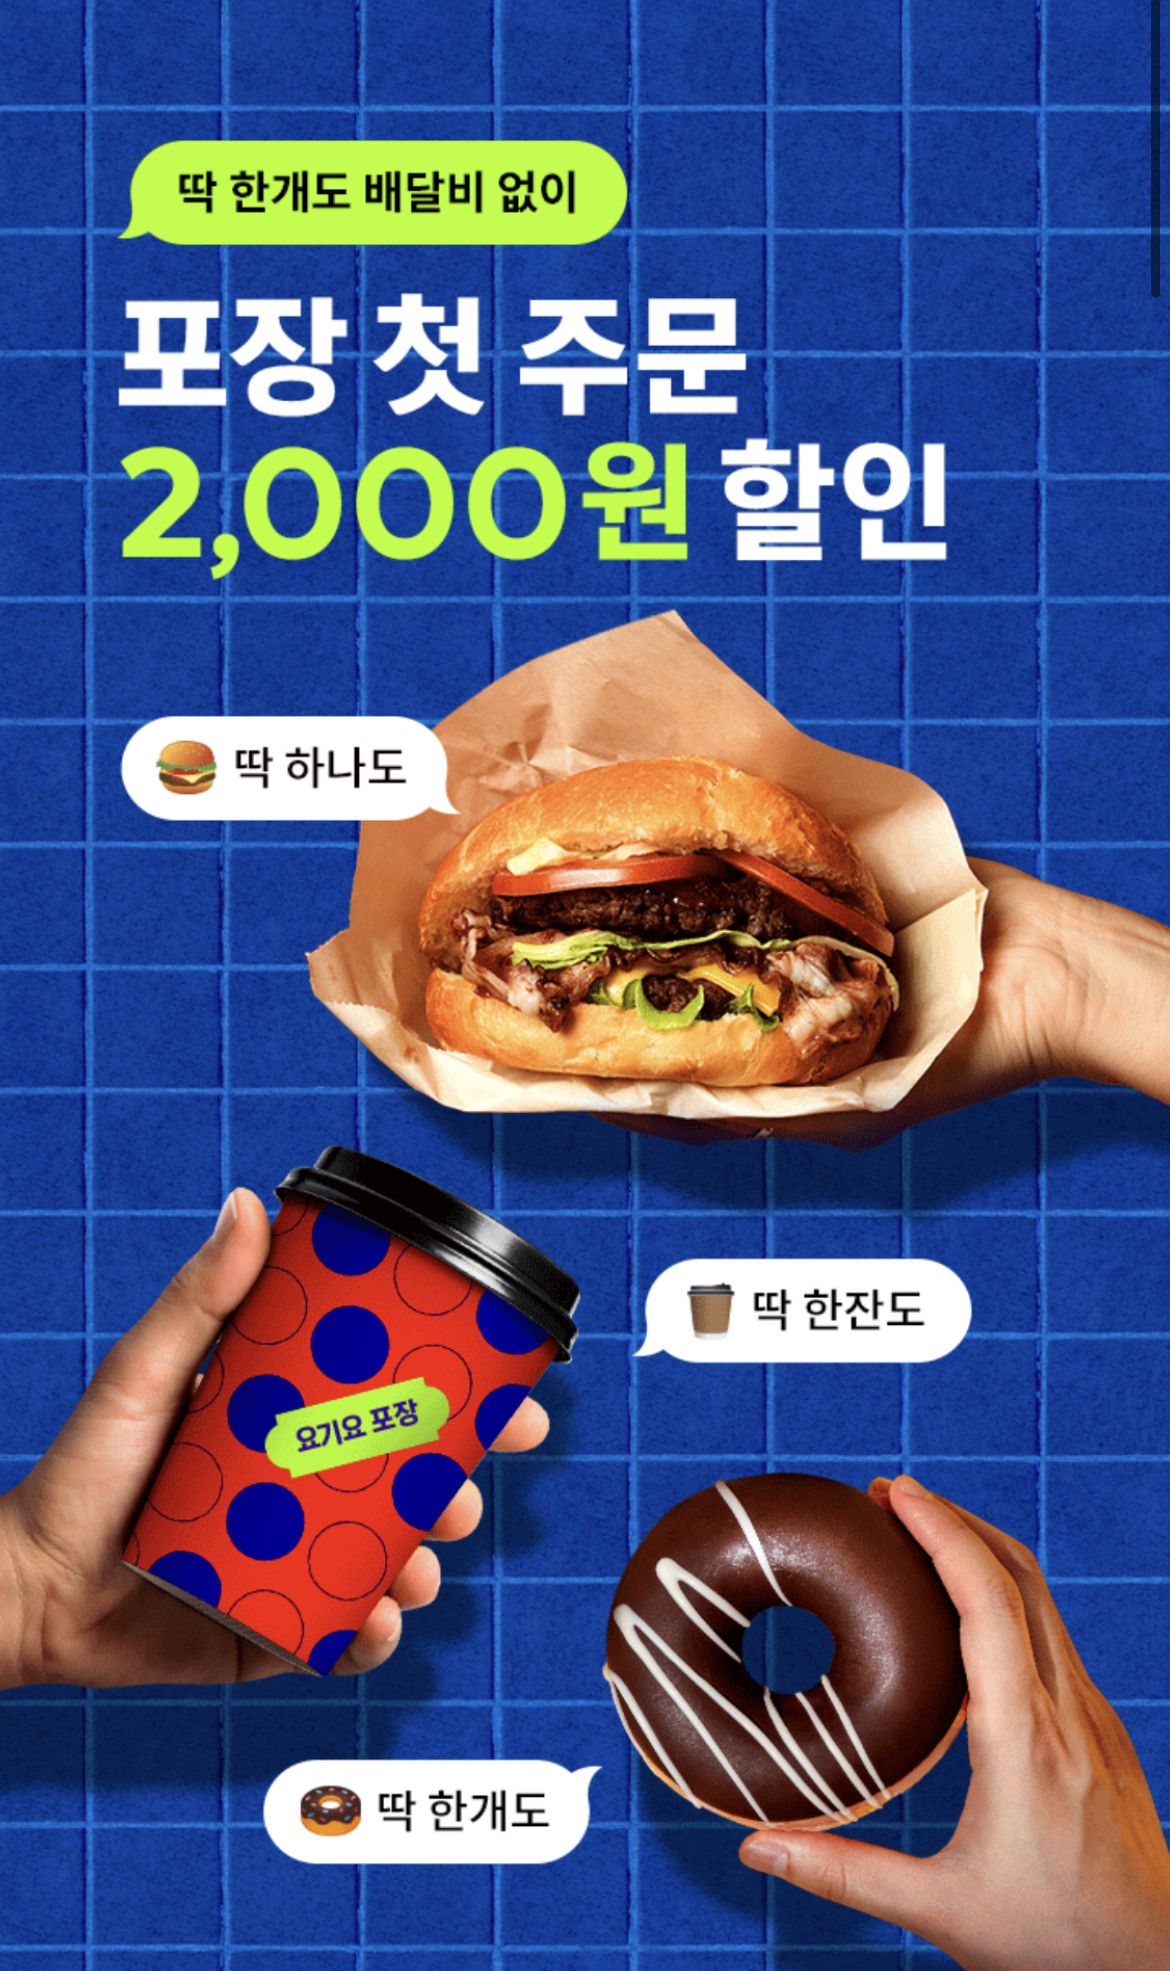 딱 한개도 배달비 없이
포장 첫 주문
2,000원 할인
딱 하나도
딱 한잔도
요기요 포장
딱 한개도